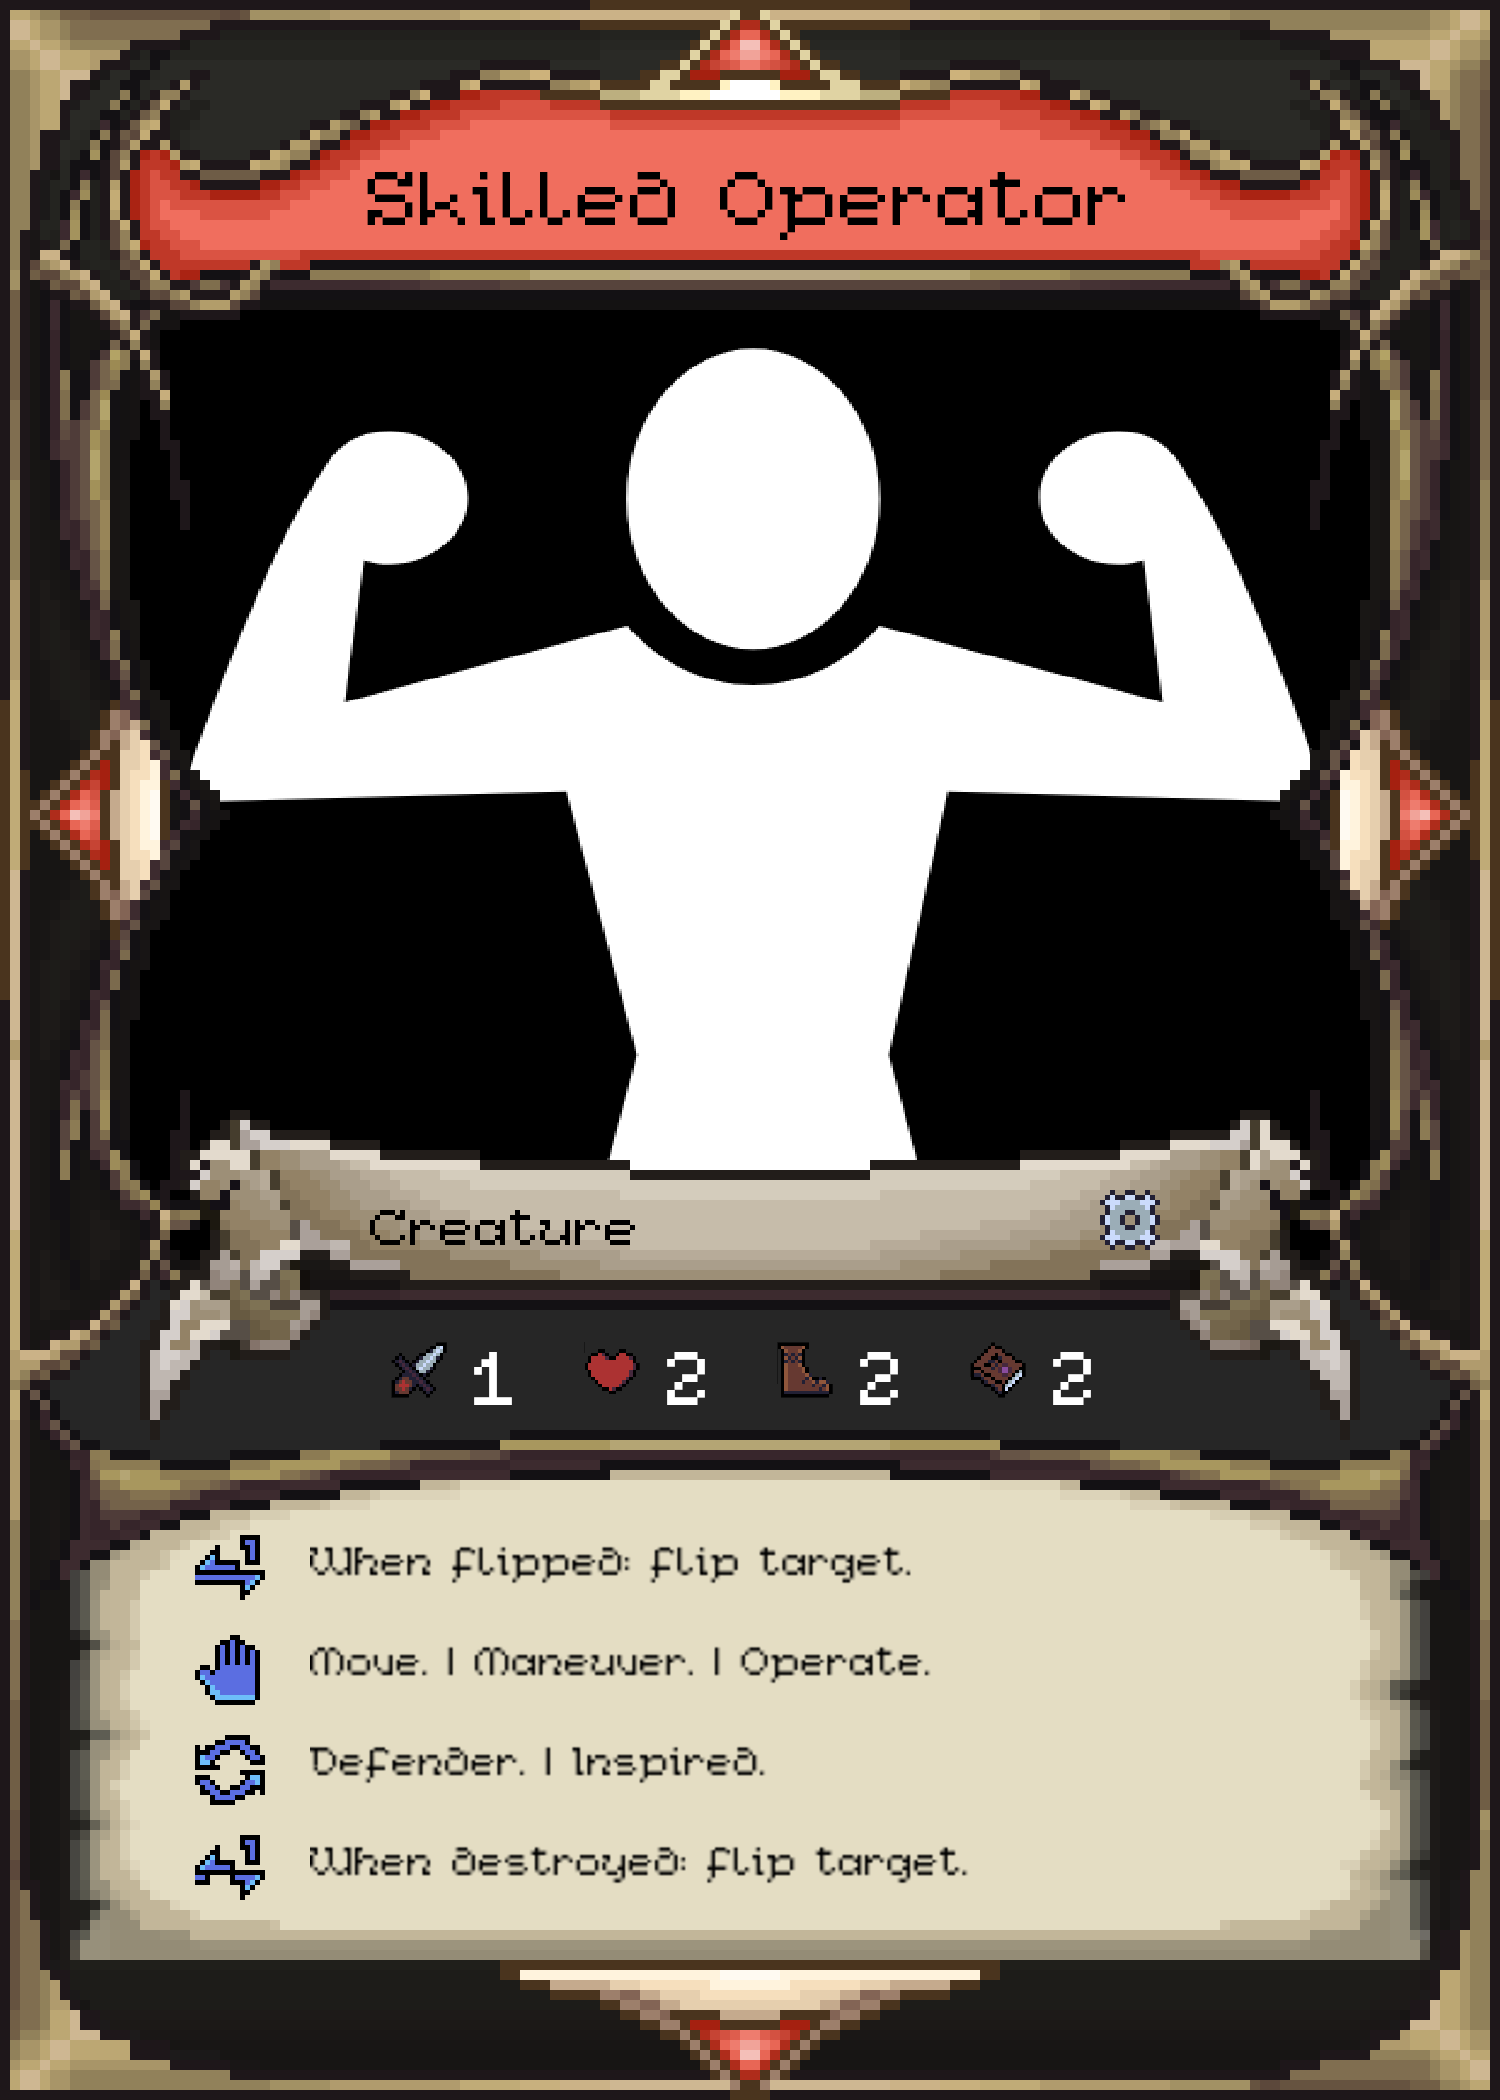 Skilled Operator
Creature
1 2 2 2
When flipped: flip target.
Move. | Maneuver. | Operate.
Defender. | Inspired.
When destroyed: flip target.